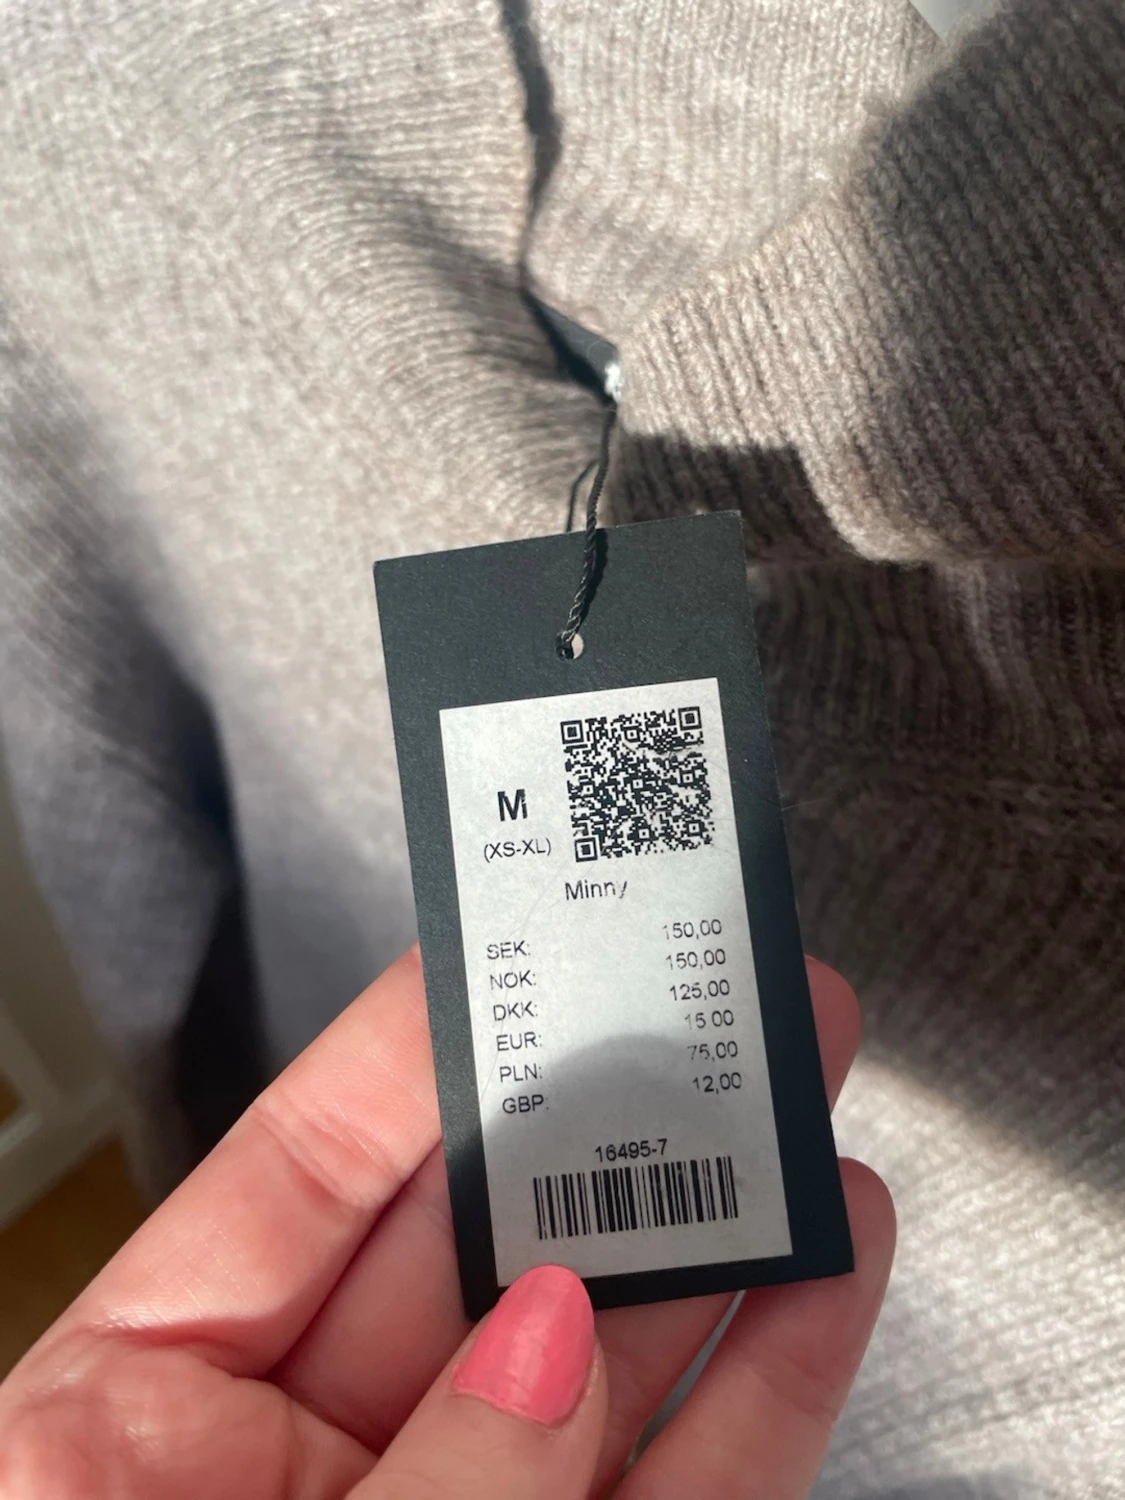 M
(XS-XL)
Minny
SEK: 150,00
NOK: 150,00
DKK: 125,00
EUR: 15 00
PLN: 75,00
GBP: 12,00
16495-7